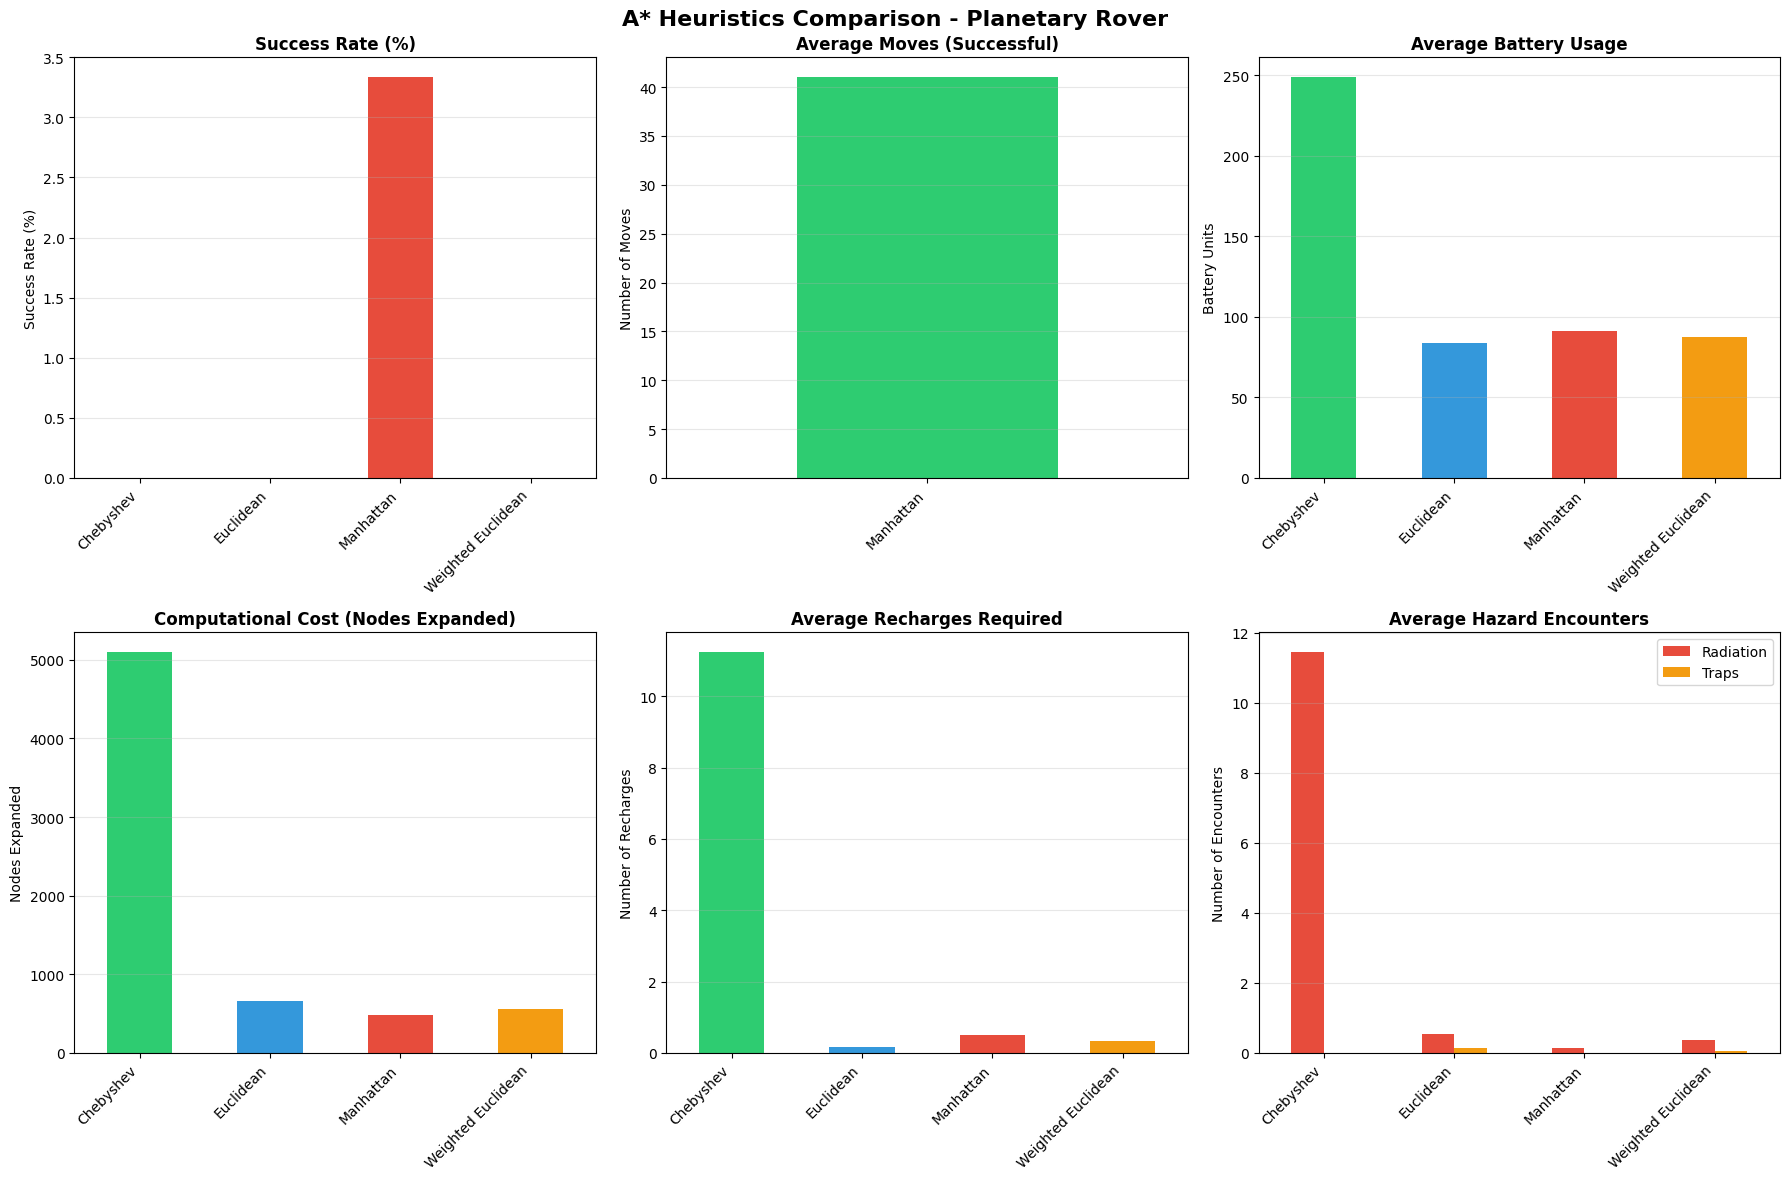 A* Heuristics Comparison - Planetary Rover
Success Rate (%)
Success Rate (%)
3.5
3.0
2.5
2.0
1.5
1.0
0.5
0.0
Chebyshev
Euclidean
Manhattan
Weighted Euclidean
Average Moves (Successful)
Number of Moves
40
35
30
25
20
15
10
5
0
Manhattan
Average Battery Usage
Battery Units
250
200
150
100
50
0
Chebyshev
Euclidean
Manhattan
Weighted Euclidean
Computational Cost (Nodes Expanded)
Nodes Expanded
5000
4000
3000
2000
1000
0
Chebyshev
Euclidean
Manhattan
Weighted Euclidean
Average Recharges Required
Number of Recharges
10
8
6
4
2
0
Chebyshev
Euclidean
Manhattan
Weighted Euclidean
Average Hazard Encounters
Number of Encounters
12
10
8
6
4
2
0
Radiation
Traps
Chebyshev
Euclidean
Manhattan
Weighted Euclidean